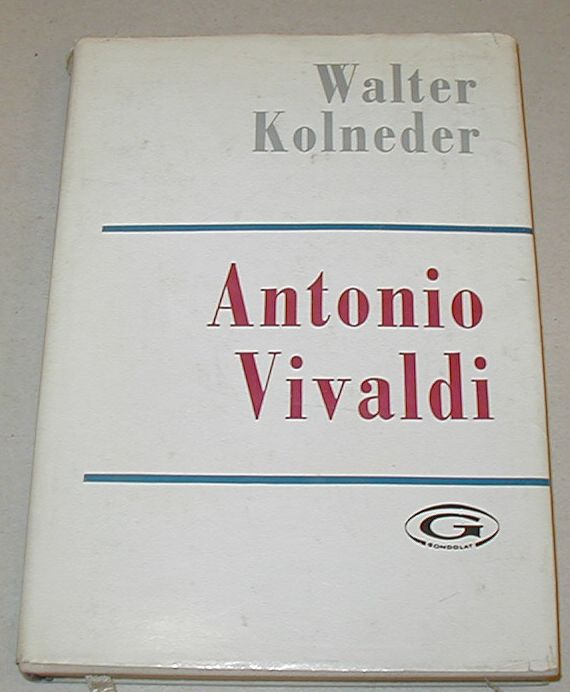 Walter
Kolneder
Antonio
Vivaldi
G
GONDOLAT